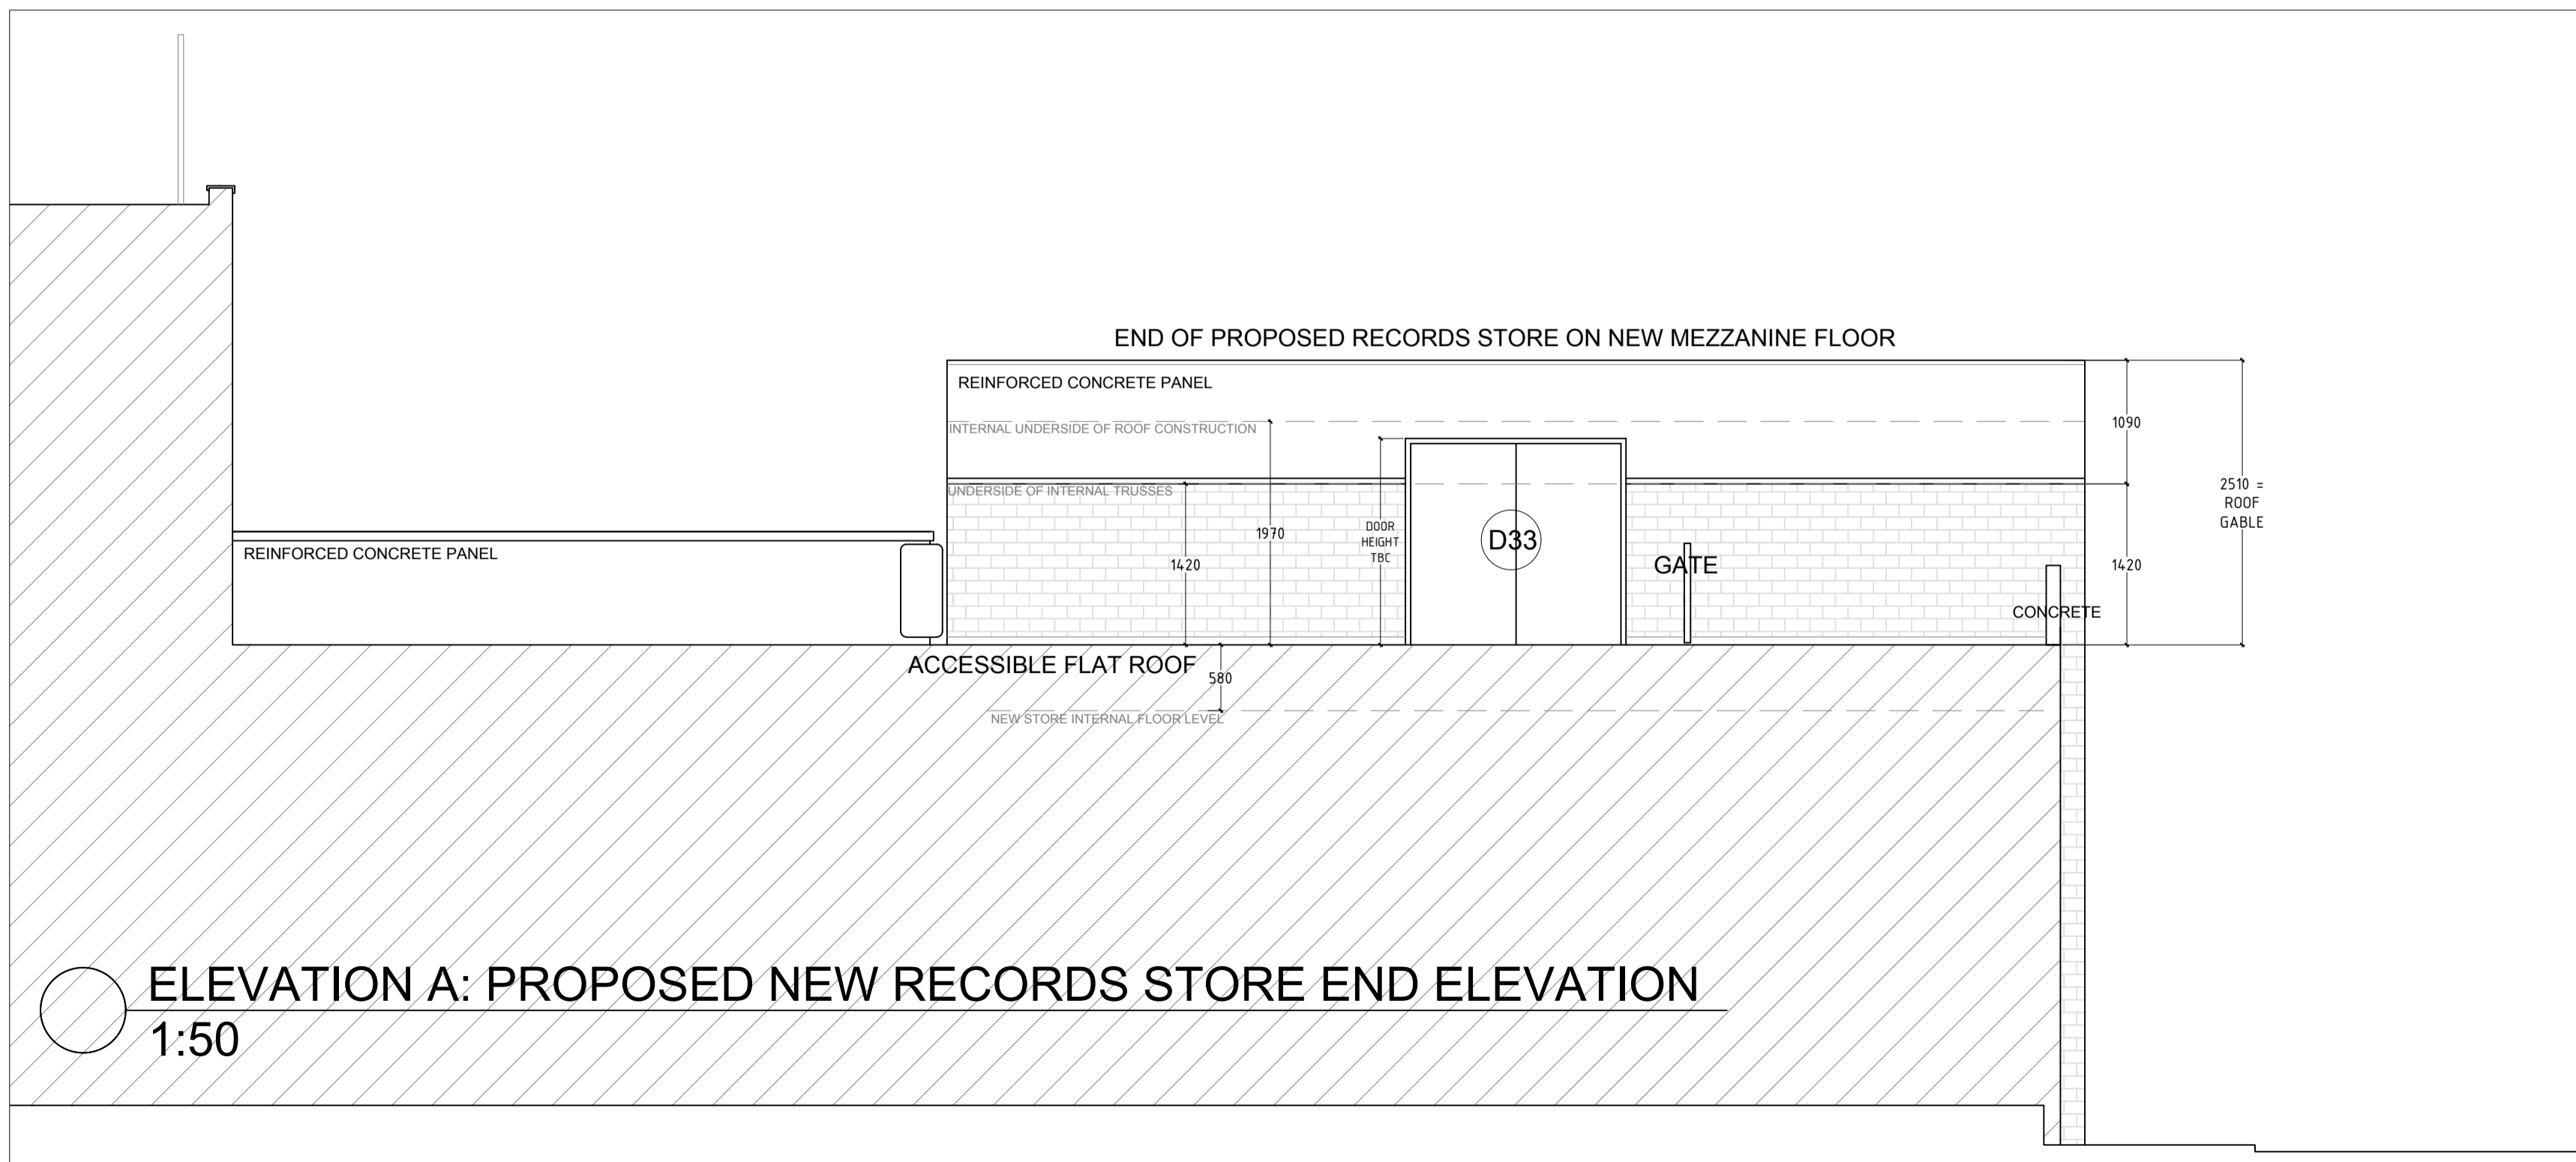 END OF PROPOSED RECORDS STORE ON NEW MEZZANINE FLOOR
REINFORCED CONCRETE PANEL
INTERNAL UNDERSIDE OF ROOF CONSTRUCTION
1090
UNDERSIDE OF INTERNAL TRUSSES
2510 =
ROOF
GABLE
1970
DOOR
HEIGHT
TBC
D33
REINFORCED CONCRETE PANEL
1420
GATE
1420
CONCRETE
ACCESSIBLE FLAT ROOF
580
NEW STORE INTERNAL FLOOR LEVEL
ELEVATION A: PROPOSED NEW RECORDS STORE END ELEVATION
1:50